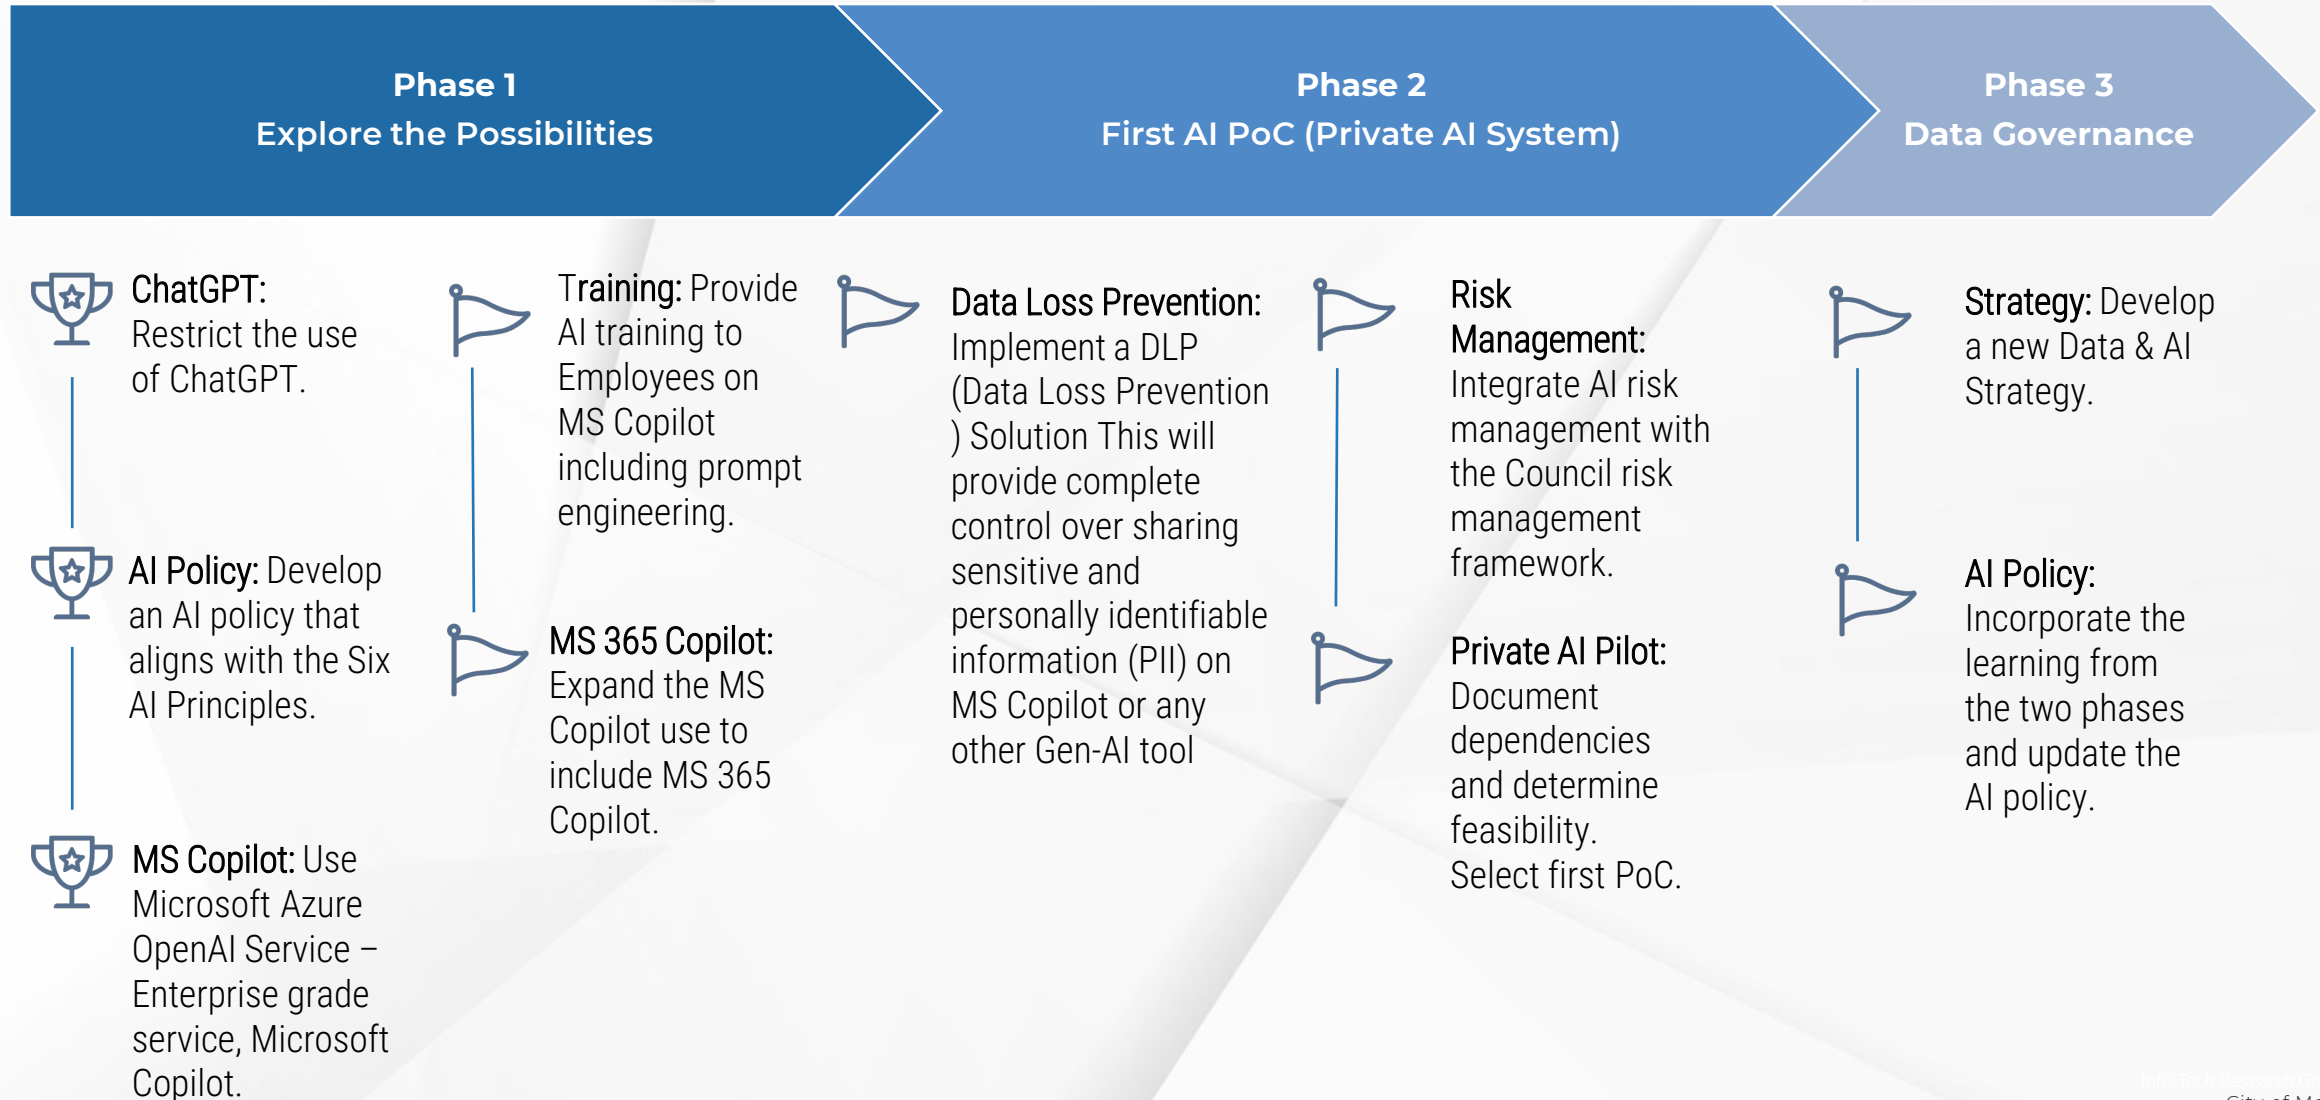 Phase 1
Explore the Possibilities
Phase 2
First AI PoC (Private AI System)
Phase 3
Data Governance
ChatGPT:
Restrict the use
of ChatGPT.
AI Policy: Develop
an AI policy that
aligns with the Six
AI Principles.
MS Copilot: Use
Microsoft Azure
OpenAI Service –
Enterprise grade
service, Microsoft
Copilot.
Training: Provide
AI training to
Employees on
MS Copilot
including prompt
engineering.
MS 365 Copilot:
Expand the MS
Copilot use to
include MS 365
Copilot.
Data Loss Prevention:
Implement a DLP
(Data Loss Prevention
) Solution This will
provide complete
control over sharing
sensitive and
personally identifiable
information (PII) on
MS Copilot or any
other Gen-AI tool
Risk
Management:
Integrate AI risk
management with
the Council risk
management
framework.
Private AI Pilot:
Document
dependencies
and determine
feasibility.
Select first PoC.
Strategy: Develop
a new Data & AI
Strategy.
AI Policy:
Incorporate the
learning from
the two phases
and update the
AI policy.
Info-Tech Research
City of